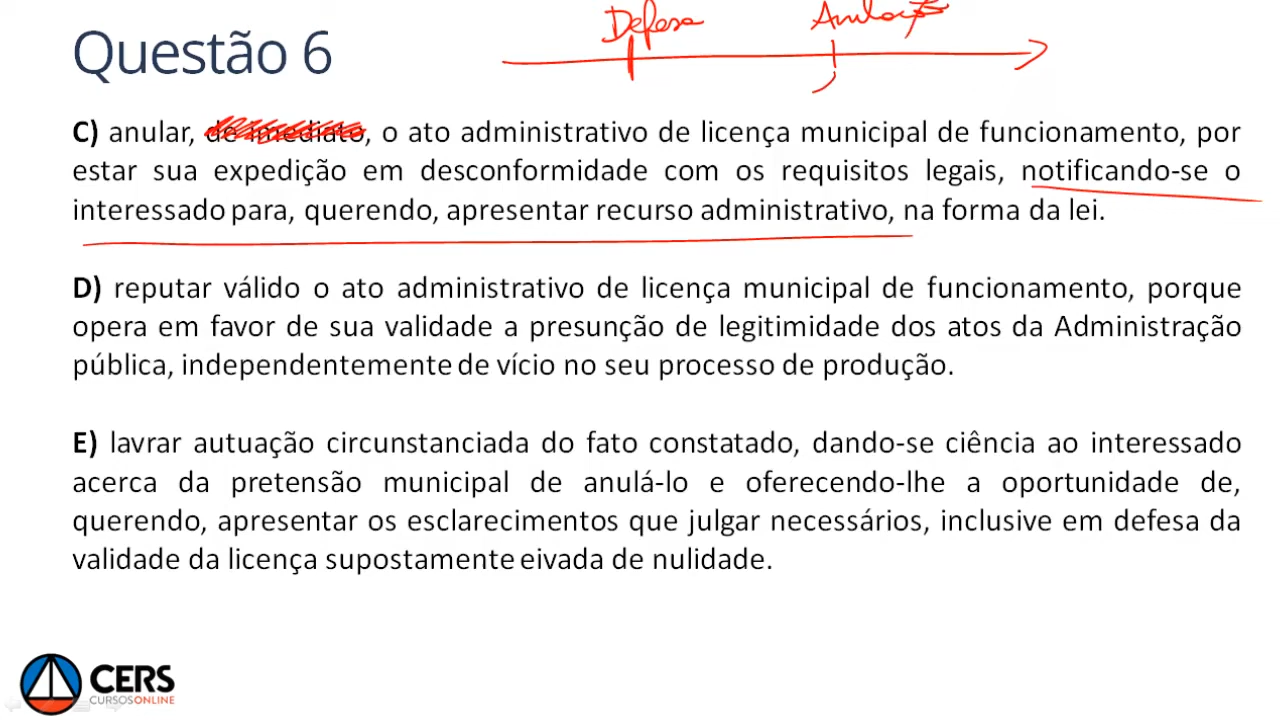 Defesa
Anulação
Questão 6
C) anular, de imediato, o ato administrativo de licença municipal de funcionamento, por
estar sua expedição em desconformidade com os requisitos legais, notificando-se o
interessado para, querendo, apresentar recurso administrativo, na forma da lei.
D) reputar válido o ato administrativo de licença municipal de funcionamento, porque
opera em favor de sua validade a presunção de legitimidade dos atos da Administração
pública, independentemente de vício no seu processo de produção.
E) lavrar autuação circunstanciada do fato constatado, dando-se ciência ao interessado
acerca da pretensão municipal de anulá-lo e oferecendo-lhe a oportunidade de,
querendo, apresentar os esclarecimentos que julgar necessários, inclusive em defesa da
validade da licença supostamente eivada de nulidade.
CERS
CURSOS ONLINE